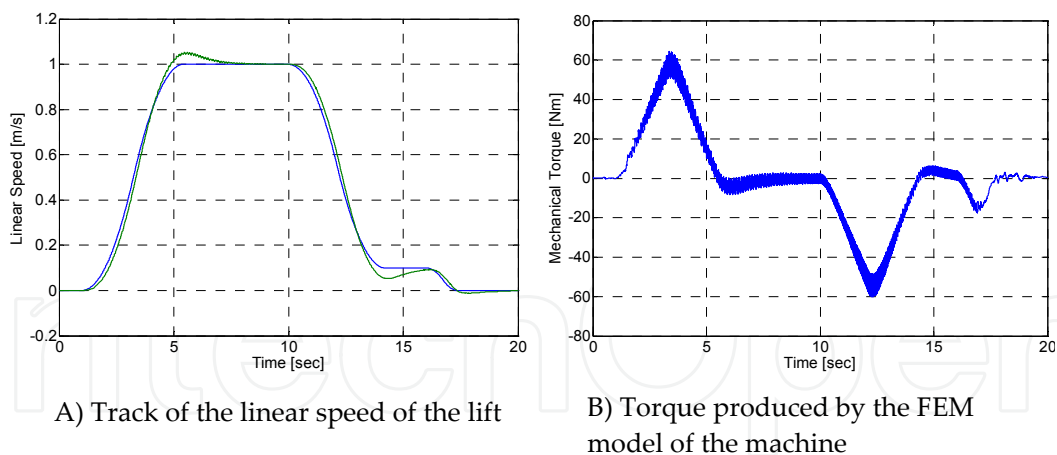 1.2
1
0.8
0.6
0.4
0.2
0
-0.2
Linear Speed [m/s]
0 5 10 15 20
Time [sec]
80
60
40
20
0
-20
-40
-60
-80
Mechanical Torque [Nm]
0 5 10 15 20
Time [sec]
A) Track of the linear speed of the lift
B) Torque produced by the FEM
model of the machine